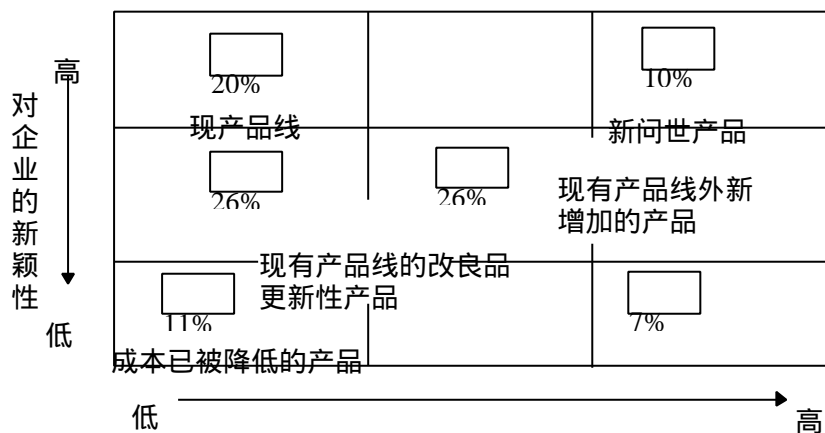 高
20%
10%
现产品线
新问世产品
对企业的新颖性
26%
26%
现有产品线外新
增加的产品
现有产品线的改良品
更新性产品
11%
7%
低
成本已被降低的产品
低
高